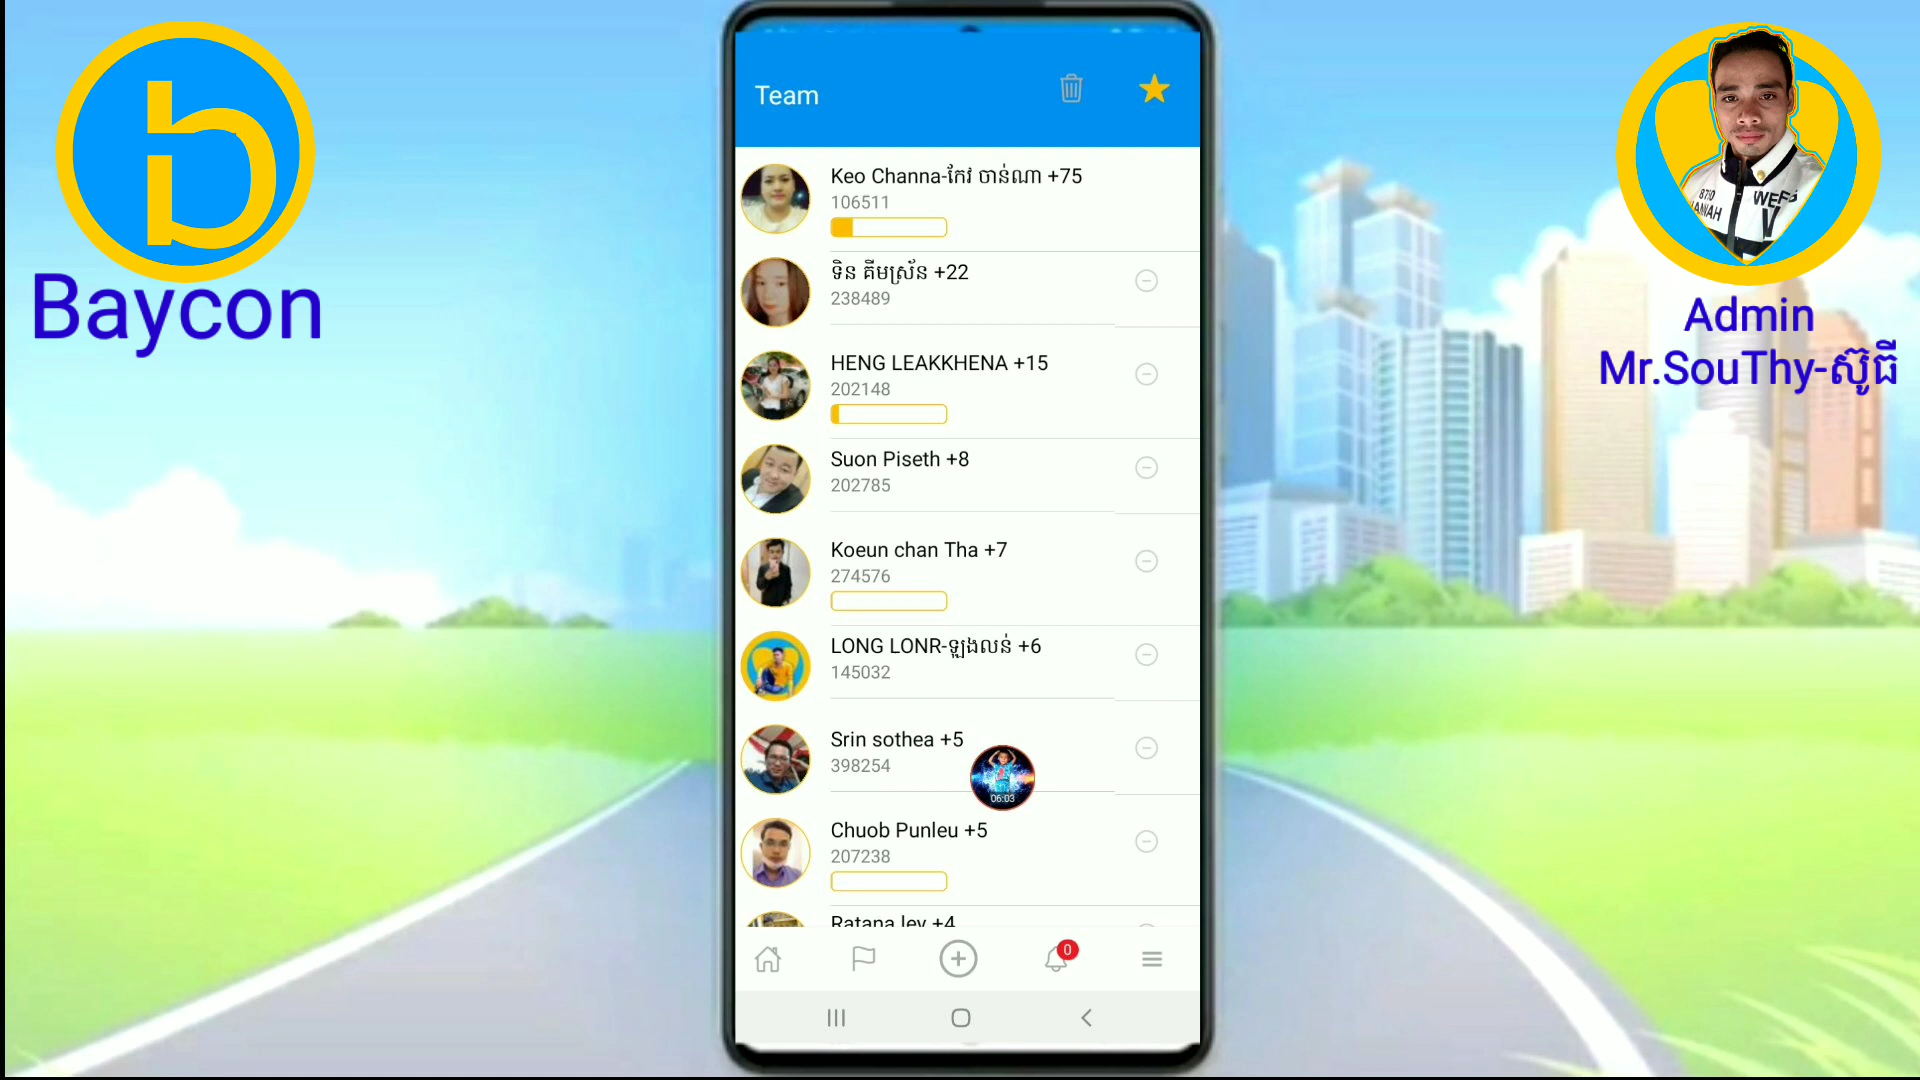 Baycon
Team
Keo Channa-កែវ ចាន់ណា +75
106511
ទិន គីមស្រ័ន +22
238489
HENG LEAKKHENA +15
202148
Suon Piseth +8
202785
Koeun chan Tha +7
274576
LONG LONR-ឡុងលន់ +6
145032
Srin sothea +5
398254
06:03
Chuob Punleu +5
207238
Ratana ley +4
0
Admin
Mr.SouThy-ស៊ូធី